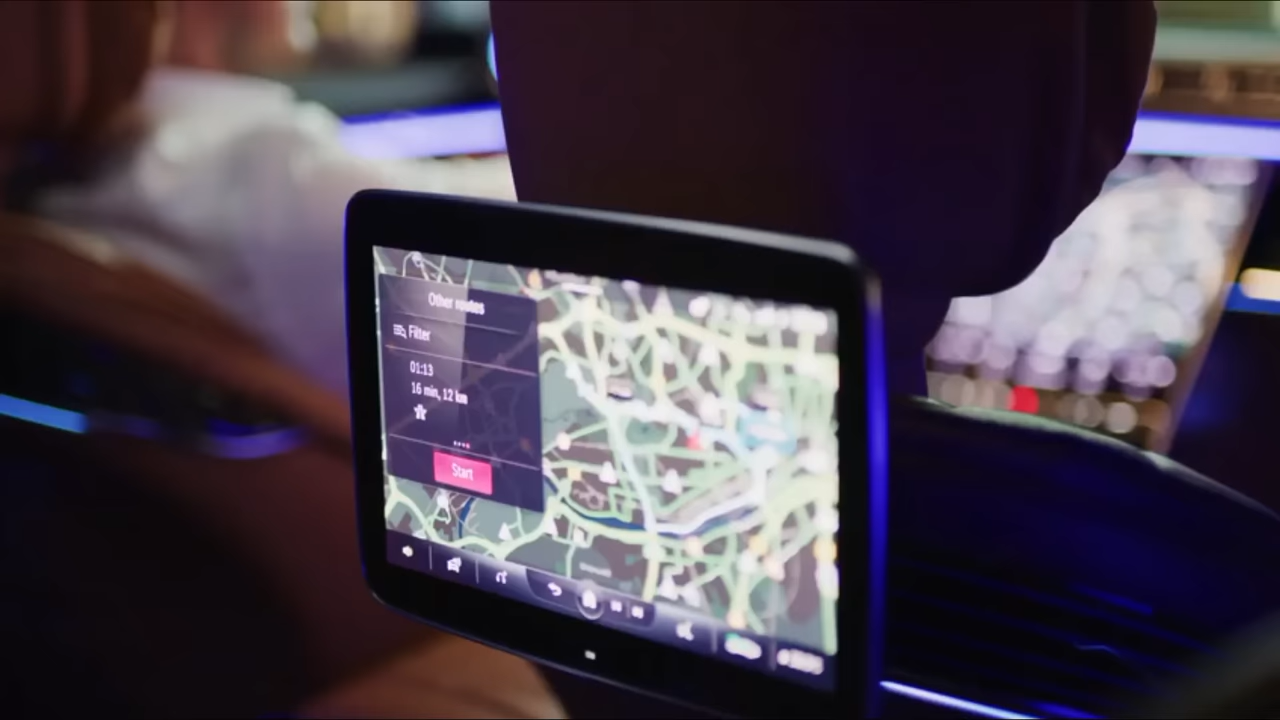 Other routes
Filter
01:13
16 min, 12 km
Start